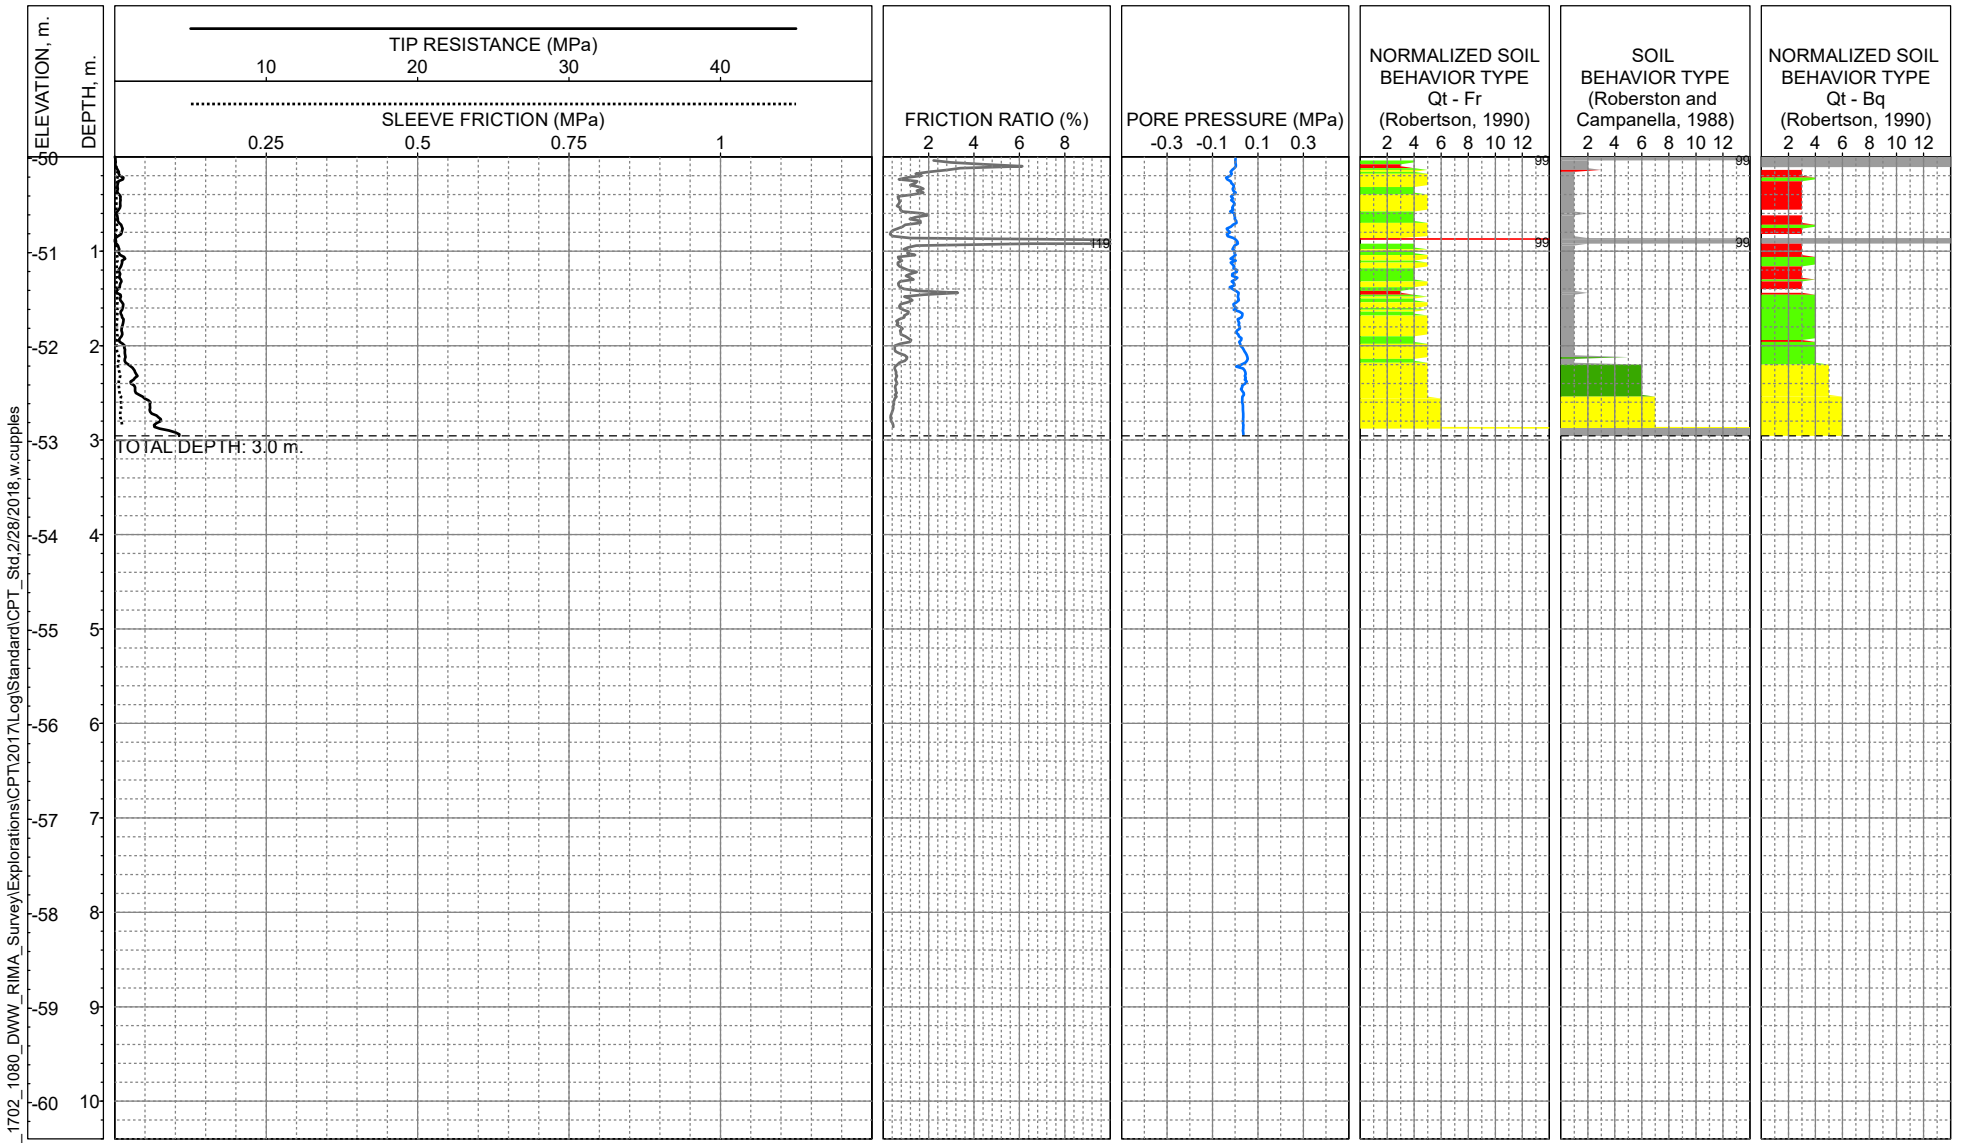 ELEVATION, m.
DEPTH, m.
TIP RESISTANCE (MPa)
10 20 30 40
SLEEVE FRICTION (MPa)
0.25 0.5 0.75 1
FRICTION RATIO (%)
2 4 6 8
PORE PRESSURE (MPa)
-0.3 -0.1 0.1 0.3
NORMALIZED SOIL
BEHAVIOR TYPE
Qt - Fr
(Robertson, 1990)
2 4 6 8 10 12
SOIL
BEHAVIOR TYPE
(Roberston and
Campanella, 1988)
2 4 6 8 10 12
NORMALIZED SOIL
BEHAVIOR TYPE
Qt - Bq
(Robertson, 1990)
2 4 6 8 10 12
-50
99 99
-51 1
99 99
-52 2
-53 3
TOTAL DEPTH: 3.0 m.
-54 4
-55 5
-56 6
-57 7
-58 8
-59 9
-60 10
_1702_1080_DWW_RIMA_Survey\Explorations\CPT\2017\Log\Standard\CPT_Std,2/28/2018,w.cupples